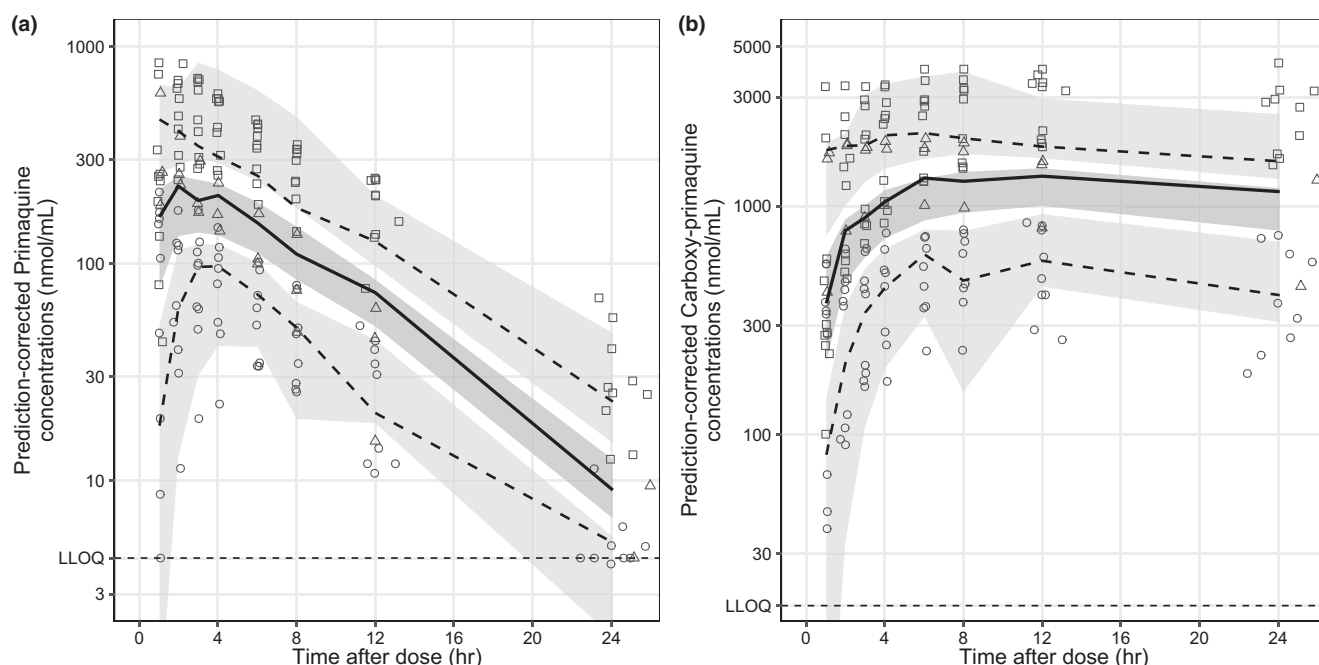 (a)
Prediction-corrected Primaquine
concentrations (nmol/mL)
1000
300
100
30
10
LLOQ
3
0 4 8 12 16 20 24
Time after dose (hr)
(b)
Prediction-corrected Carboxy-primaquine
concentrations (nmol/mL)
5000
3000
1000
300
100
30
LLOQ
0 4 8 12 16 20 24
Time after dose (hr)